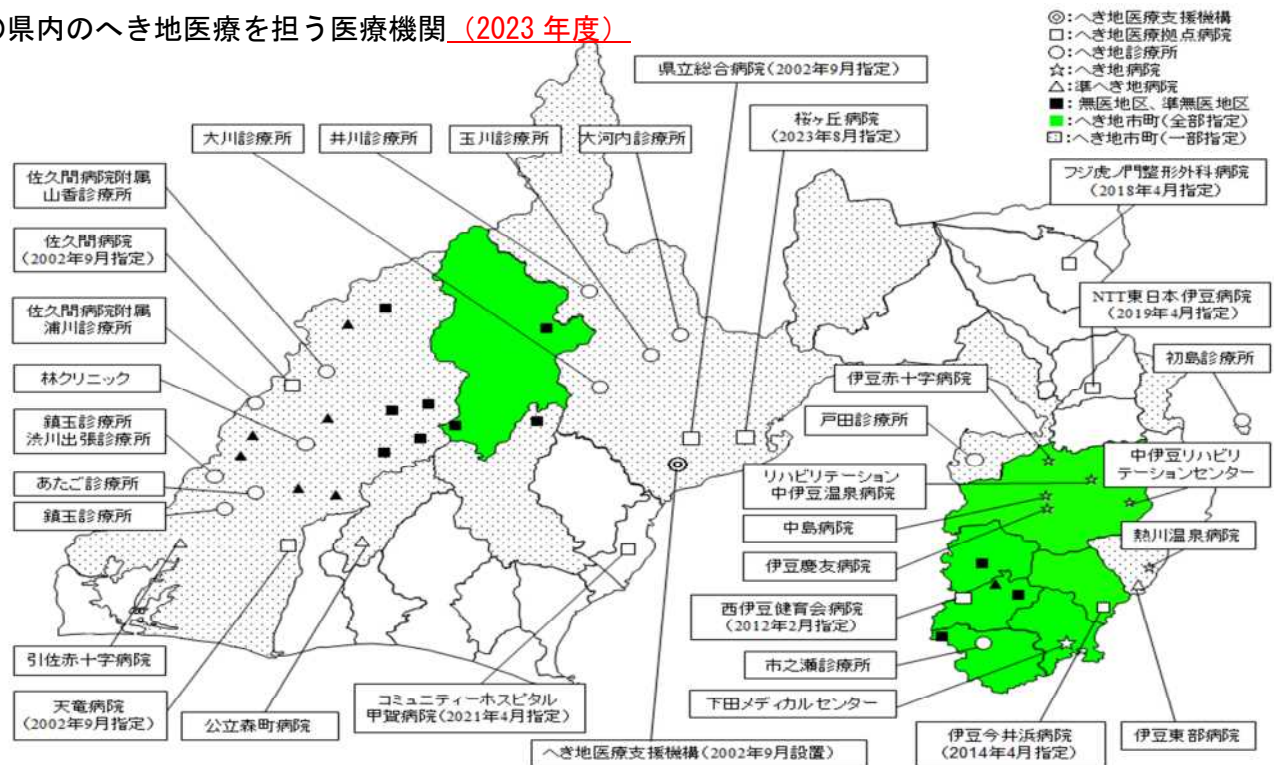 の県内のへき地医療を担う医療機関（2023 年度）
◎:へき地医療支援機構
□:へき地医療拠点病院
○:へき地診療所
☆:へき地病院
△:準へき地病院
■:無医地区、準無医地区
■:へき地市町(全部指定)
□:へき地市町(一部指定)
県立総合病院(2002年9月指定)
桜ヶ丘病院
(2023年8月指定)
大川診療所
井川診療所
玉川診療所
大河内診療所
フジ虎ノ門整形外科病院
(2018年4月指定)
佐久間病院附属
山香診療所
佐久間病院
(2002年9月指定)
佐久間病院附属
浦川診療所
林クリニック
鎮玉診療所
渋川出張診療所
あたご診療所
鎮玉診療所
引佐赤十字病院
天竜病院
(2002年9月指定)
公立森町病院
コミュニティーホスピタル
甲賀病院(2021年4月指定)
へき地医療支援機構(2002年9月設置)
NTT東日本伊豆病院
(2019年4月指定)
初島診療所
伊豆赤十字病院
戸田診療所
リハビリテーション
中伊豆温泉病院
中伊豆リハビリ
テーションセンター
中島病院
伊豆慶友病院
熱川温泉病院
西伊豆健育会病院
(2012年2月指定)
市之瀬診療所
下田メディカルセンター
伊豆今井浜病院
(2014年4月指定)
伊豆東部病院